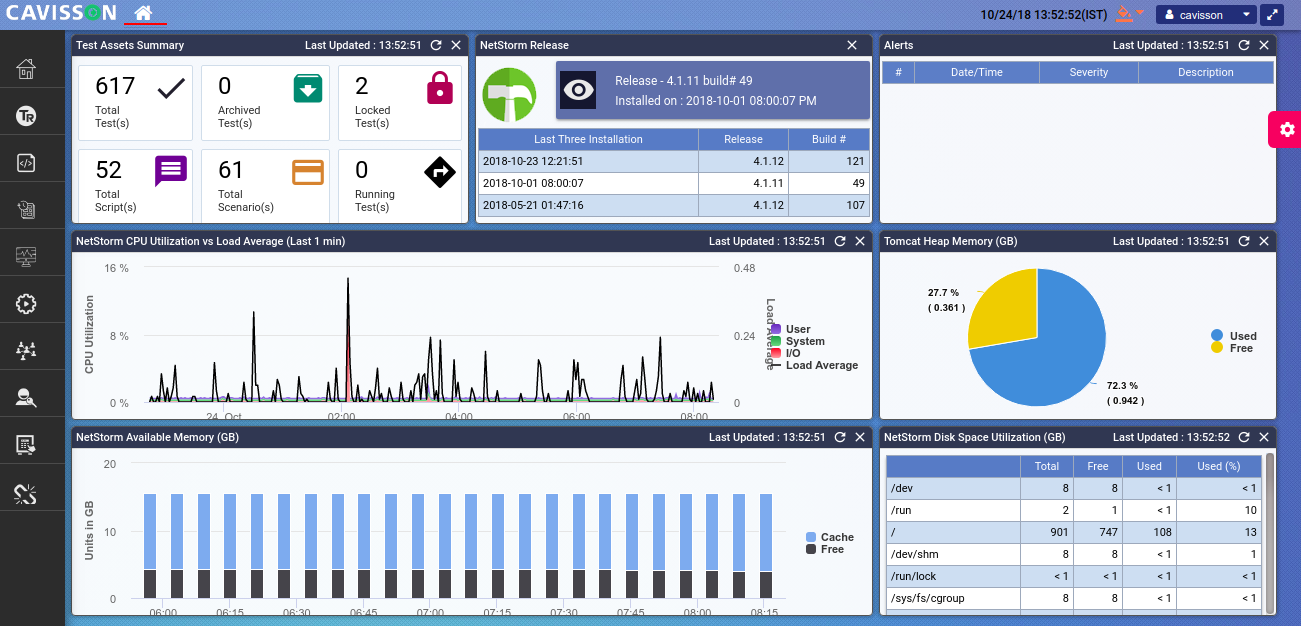 CAVISSON
10/24/18 13:52:52(IST)
cavisson
Test Assets Summary
Last Updated : 13:52:51
617
Total
Test(s)
0
Archived
Test(s)
2
Locked
Test(s)
52
Total
Script(s)
61
Total
Scenario(s)
0
Running
Test(s)
NetStorm Release
Release - 4.1.11 build# 49
Installed on : 2018-10-01 08:00:07 PM
Last Three Installation Release Build #
2018-10-23 12:21:51 4.1.12 121
2018-10-01 08:00:07 4.1.11 49
2018-05-21 01:47:16 4.1.12 107
Alerts
Last Updated : 13:52:51
# Date/Time Severity Description
TR
NetStorm CPU Utilization vs Load Average (Last 1 min)
Last Updated : 13:52:51
16 %
8 %
0 %
CPU Utilization
0.48
0.24
0
Load Average
User
System
I/O
Load Average
24. Oct 02:00 04:00 06:00 08:00
Tomcat Heap Memory (GB)
Last Updated : 13:52:51
27.7 %
( 0.361 )
72.3 %
( 0.942 )
Used
Free
NetStorm Available Memory (GB)
Last Updated : 13:52:51
20
10
0
Units in GB
Cache
Free
06:00 06:15 06:30 06:45 07:00 07:15 07:30 07:45 08:00 08:15
NetStorm Disk Space Utilization (GB)
Last Updated : 13:52:52
Total Free Used Used (%)
/dev 8 8 < 1 < 1
/run 2 1 < 1 10
/ 901 747 108 13
/dev/shm 8 8 < 1 1
/run/lock < 1 < 1 < 1 < 1
/sys/fs/cgroup 8 8 < 1 < 1